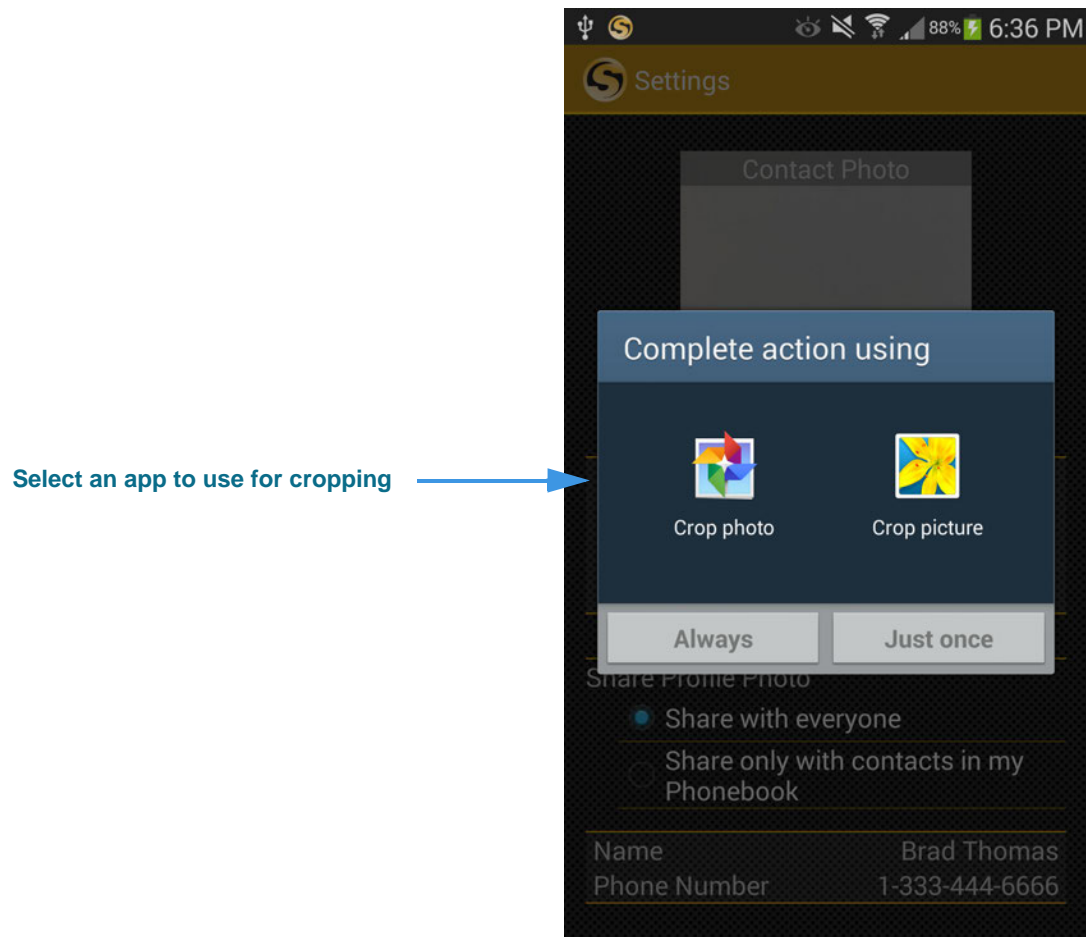 88% 6:36 PM
Settings
Contact Photo
Complete action using
Select an app to use for cropping
Crop photo Crop picture
Always Just once
Share Profile Photo
Share with everyone
Share only with contacts in my
Phonebook
Name Brad Thomas
Phone Number 1-333-444-6666